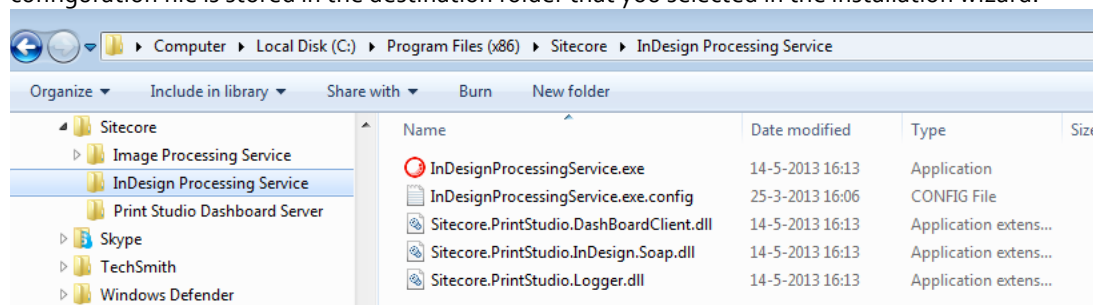 configuration file is stored in the destination folder that you selected in the installation wizard.
Computer Local Disk (C:) Program Files (x86) Sitecore InDesign Processing Service
Organize Include in library Share with Burn New folder
Sitecore
Image Processing Service
InDesign Processing Service
Print Studio Dashboard Server
Skype
TechSmith
Windows Defender
Name Date modified Type Size
InDesignProcessingService.exe 14-5-2013 16:13 Application
InDesignProcessingService.exe.config 25-3-2013 16:06 CONFIG File
Sitecore.PrintStudio.DashBoardClient.dll 14-5-2013 16:13 Application extens...
Sitecore.PrintStudio.InDesign.Soap.dll 14-5-2013 16:13 Application extens...
Sitecore.PrintStudio.Logger.dll 14-5-2013 16:13 Application extens...